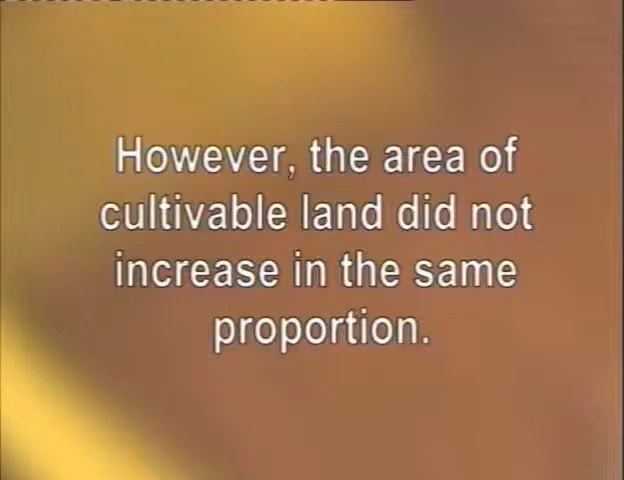 However, the area of
cultivable land did not
increase in the same
proportion.